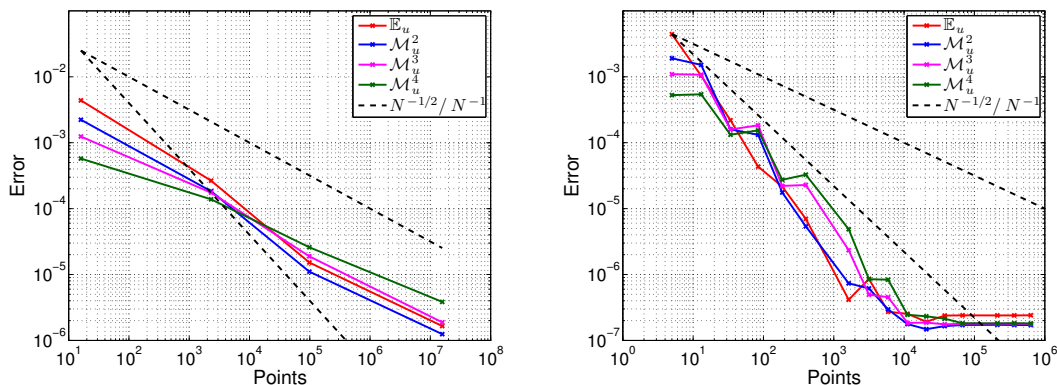 𝔼_u
ℳ_u^2
ℳ_u^3
ℳ_u^4
N^{-1/2}/ N^{-1}
10^{-2}
10^{-3}
10^{-4}
10^{-5}
10^{-6}
Error
10^1
10^2
10^3
10^4
10^5
10^6
10^7
10^8
Points
𝔼_u
ℳ_u^2
ℳ_u^3
ℳ_u^4
N^{-1/2}/ N^{-1}
10^{-3}
10^{-4}
10^{-5}
10^{-6}
10^{-7}
Error
10^0
10^1
10^2
10^3
10^4
10^5
10^6
Points